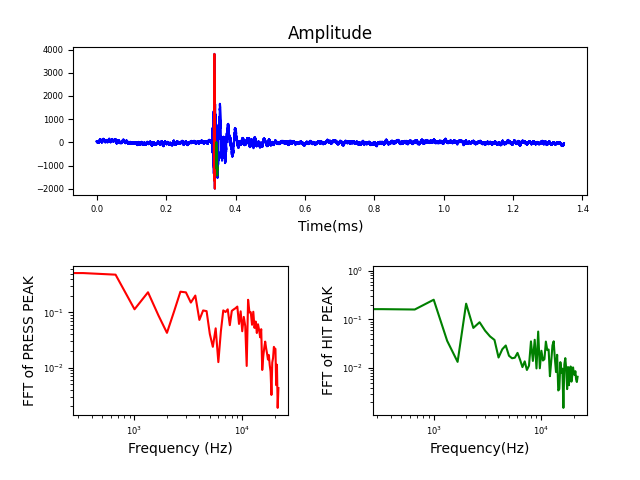 Amplitude
4000
3000
2000
1000
0
−1000
−2000
0.0 0.2 0.4 0.6 0.8 1.0 1.2 1.4
Time(ms)
FFT of PRESS PEAK
10⁻¹
10⁻²
10³ 10⁴
Frequency (Hz)
FFT of HIT PEAK
10⁰
10⁻¹
10⁻²
10³ 10⁴
Frequency(Hz)